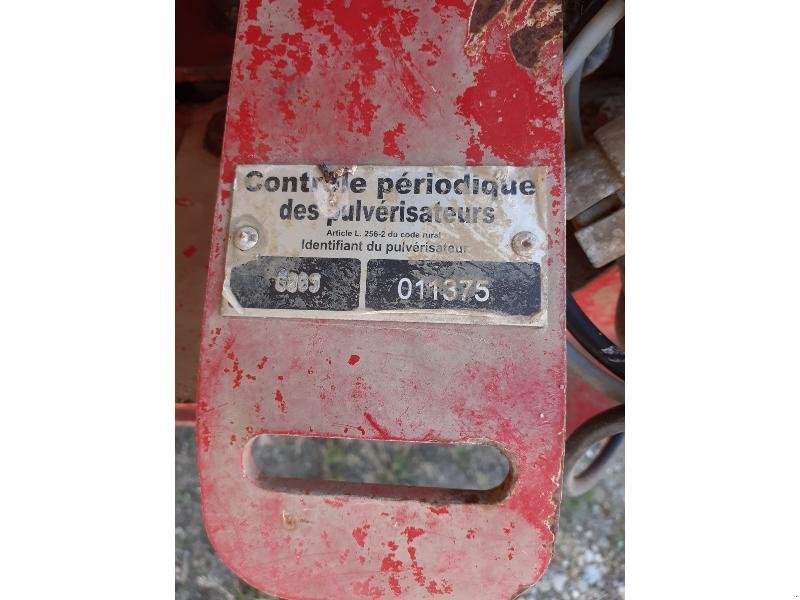 Contrôle périodique
des pulvérisateurs
Article L. 256-2 du code rural
Identifiant du pulvérisateur
011375